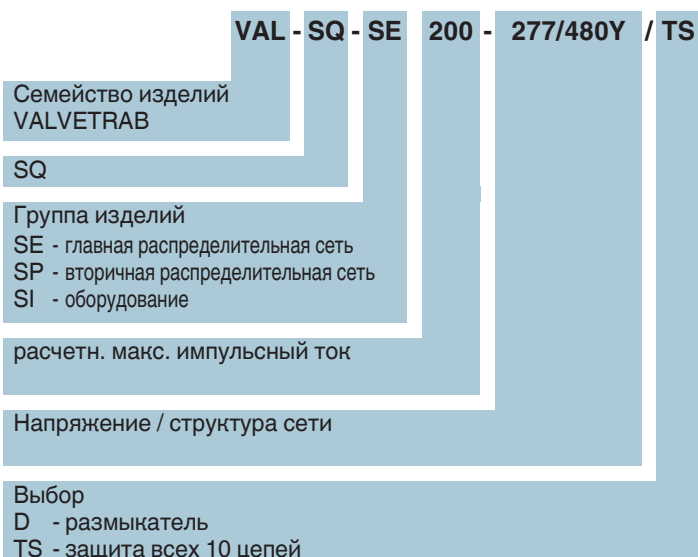 VAL - SQ - SE 200 - 277/480Y / TS
Семейство изделий
VALVETRAB
SQ
Группа изделий
SE - главная распределительная сеть
SP - вторичная распределительная сеть
SI - оборудование
расчетн. макс. импульсный ток
Напряжение / структура сети
Выбор
D - размыкатель
TS - защита всех 10 цепей